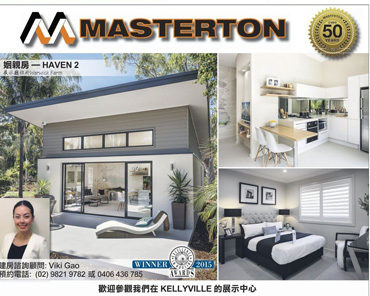 MASTERTON
50
YEARS
姻親房 — HAVEN 2
展示廳位於Warwick Farm
建房諮詢顧問: Viki Gao
預約電話: (02) 9821 9782 或 0406 436 785
WINNER
2015
AWARDS
歡迎參觀我們在 KELLYVILLE 的展示中心